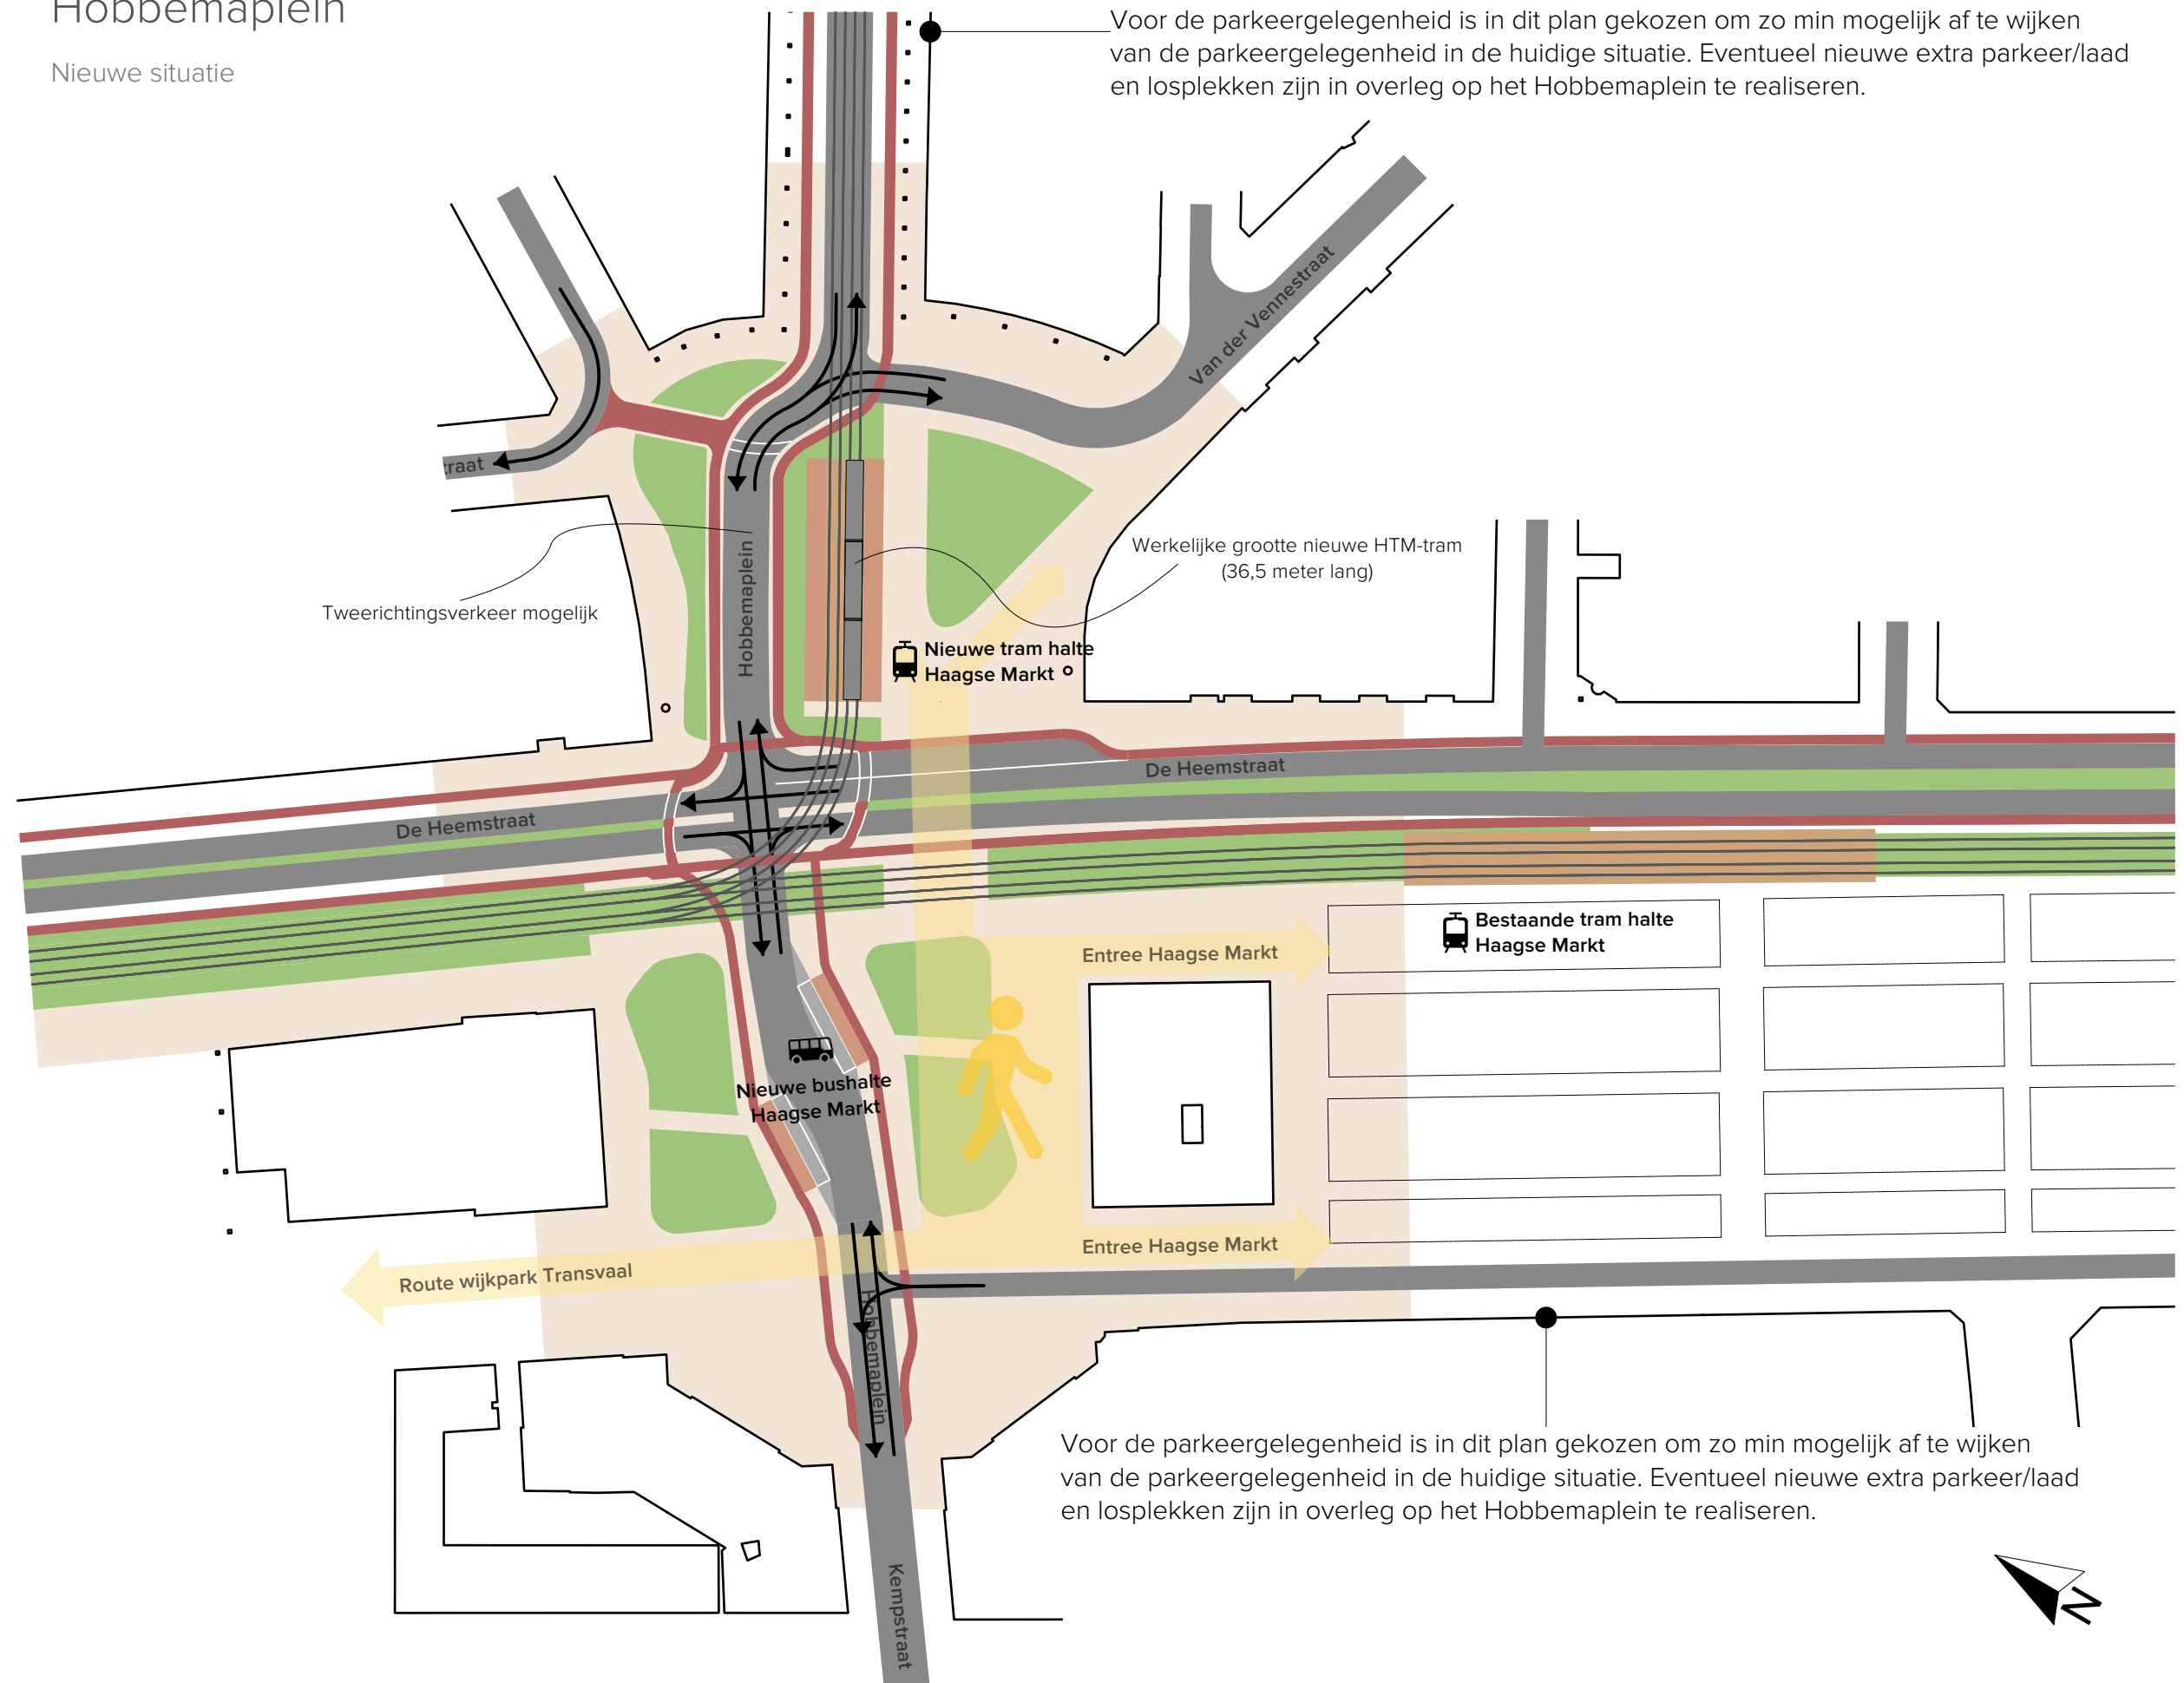 Hobbemaplein
Nieuwe situatie
Voor de parkeergelegenheid is in dit plan gekozen om zo min mogelijk af te wijken
van de parkeergelegenheid in de huidige situatie. Eventueel nieuwe extra parkeer/laad
en losplekken zijn in overleg op het Hobbemaplein te realiseren.
Van der Vennestraat
traat
Hobbemaplein
Werkelijke grootte nieuwe HTM-tram
(36,5 meter lang)
Tweerichtingsverkeer mogelijk
Nieuwe tram halte
Haagse Markt
De Heemstraat
De Heemstraat
Bestaande tram halte
Haagse Markt
Entree Haagse Markt
Nieuwe bushalte
Haagse Markt
Entree Haagse Markt
Route wijkpark Transvaal
Hobbemaplein
Voor de parkeergelegenheid is in dit plan gekozen om zo min mogelijk af te wijken
van de parkeergelegenheid in de huidige situatie. Eventueel nieuwe extra parkeer/laad
en losplekken zijn in overleg op het Hobbemaplein te realiseren.
Kempstraat
N